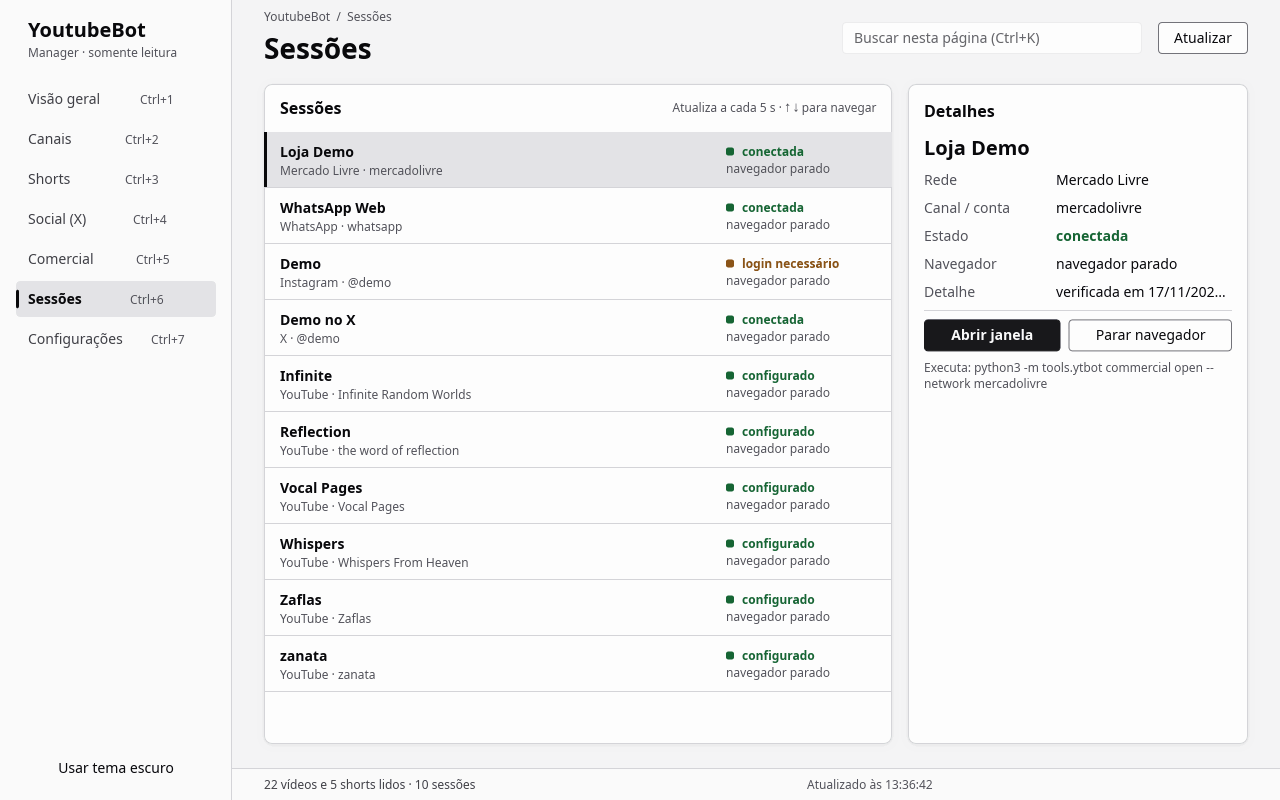 YoutubeBot
Manager · somente leitura
Visão geral Ctrl+1
Canais Ctrl+2
Shorts Ctrl+3
Social (X) Ctrl+4
Comercial Ctrl+5
Sessões Ctrl+6
Configurações Ctrl+7
Usar tema escuro
YoutubeBot / Sessões
Sessões
Buscar nesta página (Ctrl+K)
Atualizar
Sessões
Atualiza a cada 5 s · ↑ ↓ para navegar
Loja Demo
Mercado Livre · mercadolivre
conectada
navegador parado
WhatsApp Web
WhatsApp · whatsapp
conectada
navegador parado
Demo
Instagram · @demo
login necessário
navegador parado
Demo no X
X · @demo
conectada
navegador parado
Infinite
YouTube · Infinite Random Worlds
configurado
navegador parado
Reflection
YouTube · the word of reflection
configurado
navegador parado
Vocal Pages
YouTube · Vocal Pages
configurado
navegador parado
Whispers
YouTube · Whispers From Heaven
configurado
navegador parado
Zaflas
YouTube · Zaflas
configurado
navegador parado
zanata
YouTube · zanata
configurado
navegador parado
Detalhes
Loja Demo
Rede Mercado Livre
Canal / conta mercadolivre
Estado conectada
Navegador navegador parado
Detalhe verificada em 17/11/202...
Abrir janela
Parar navegador
Executa: python3 -m tools.ytbot commercial open --
network mercadolivre
22 vídeos e 5 shorts lidos · 10 sessões
Atualizado às 13:36:42